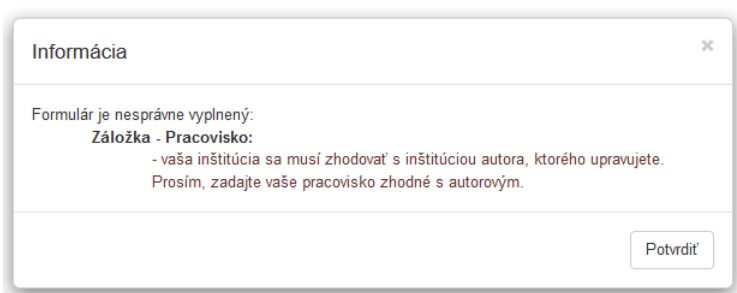 Informácia
×
Formulár je nesprávne vyplnený:
Záložka - Pracovisko:
- vaša inštitúcia sa musí zhodovať s inštitúciou autora, ktorého upravujete.
Prosím, zadajte vaše pracovisko zhodné s autorovým.
Potvrdiť